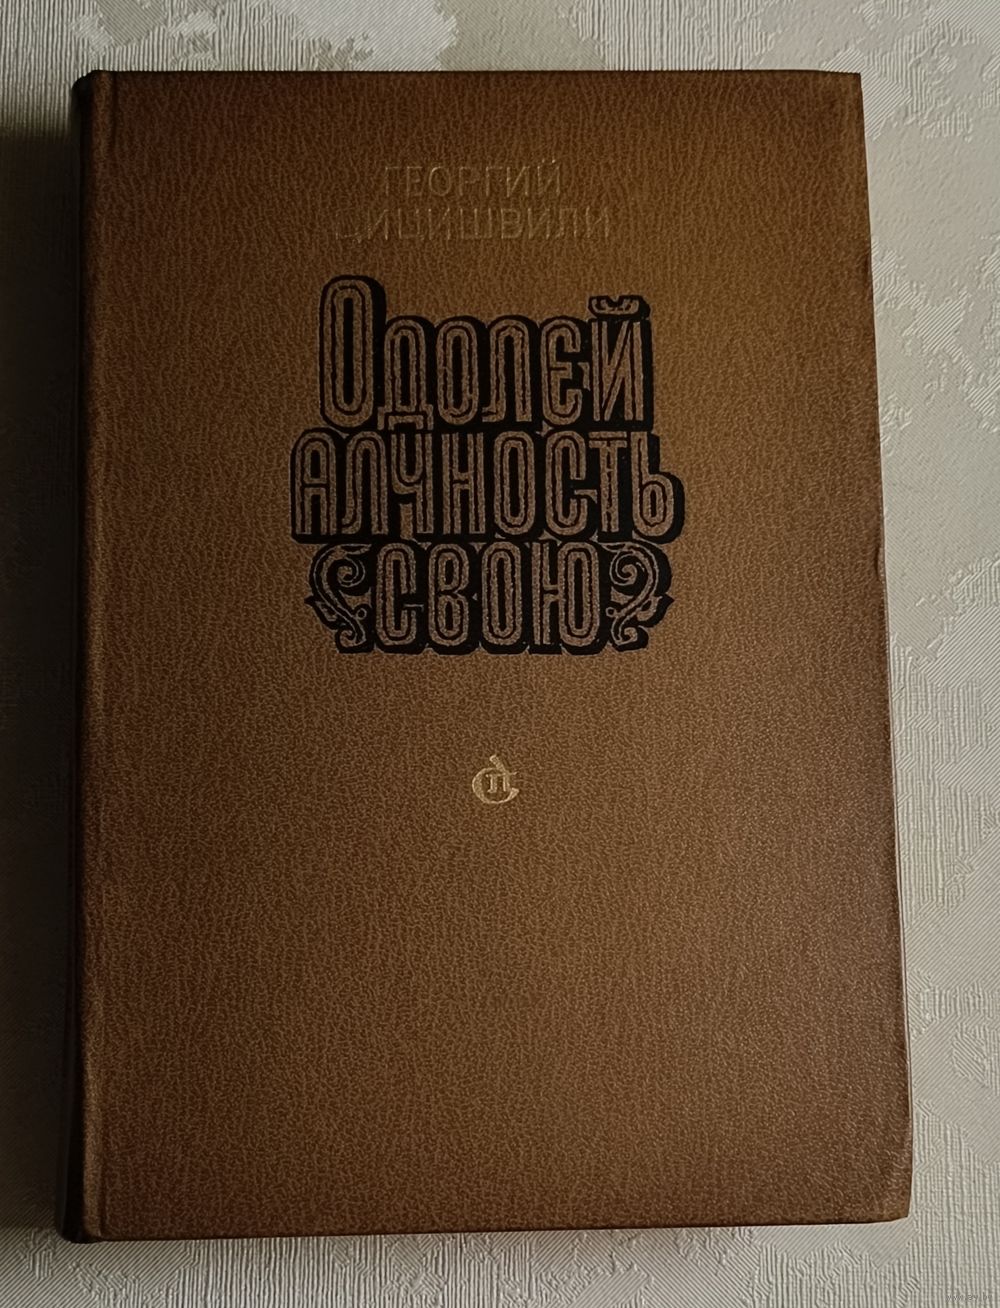 ГЕОРГИЙ
ЦИЦИШВИЛИ
Одолей
алчность
свою